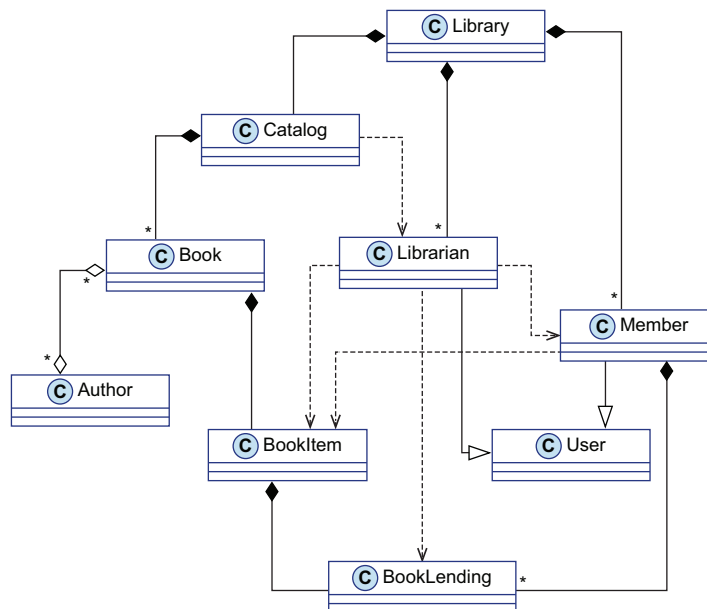 C Library
C Catalog
*
*
C Librarian
C Book
*
*
C Member
*
C Author
C BookItem
C User
C BookLending
*